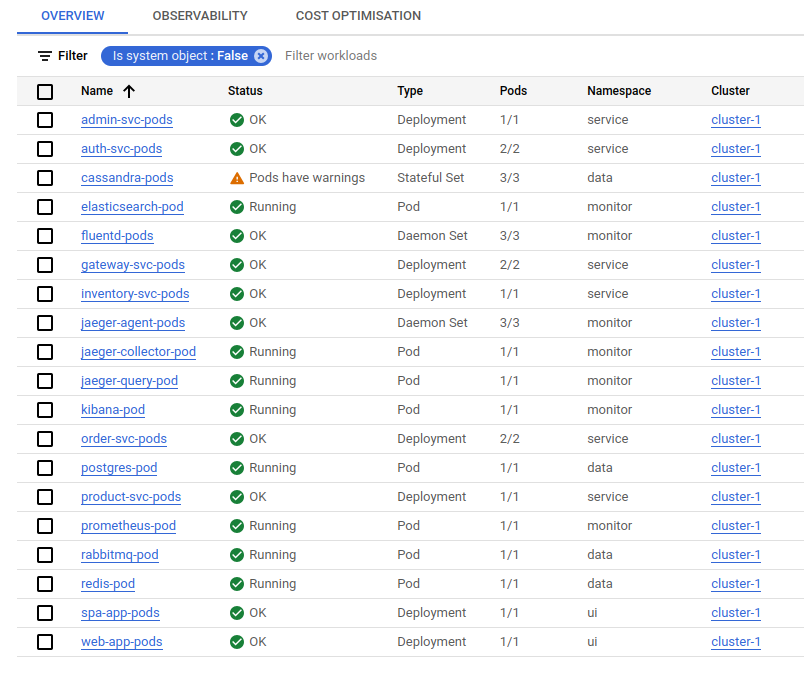 OVERVIEW OBSERVABILITY COST OPTIMISATION
Filter Is system object : False Filter workloads
Name Status Type Pods Namespace Cluster
admin-svc-pods OK Deployment 1/1 service cluster-1
auth-svc-pods OK Deployment 2/2 service cluster-1
cassandra-pods Pods have warnings Stateful Set 3/3 data cluster-1
elasticsearch-pod Running Pod 1/1 monitor cluster-1
fluentd-pods OK Daemon Set 3/3 monitor cluster-1
gateway-svc-pods OK Deployment 2/2 service cluster-1
inventory-svc-pods OK Deployment 1/1 service cluster-1
jaeger-agent-pods OK Daemon Set 3/3 monitor cluster-1
jaeger-collector-pod Running Pod 1/1 monitor cluster-1
jaeger-query-pod Running Pod 1/1 monitor cluster-1
kibana-pod Running Pod 1/1 monitor cluster-1
order-svc-pods OK Deployment 2/2 service cluster-1
postgres-pod Running Pod 1/1 data cluster-1
product-svc-pods OK Deployment 1/1 service cluster-1
prometheus-pod Running Pod 1/1 monitor cluster-1
rabbitmq-pod Running Pod 1/1 data cluster-1
redis-pod Running Pod 1/1 data cluster-1
spa-app-pods OK Deployment 1/1 ui cluster-1
web-app-pods OK Deployment 1/1 ui cluster-1